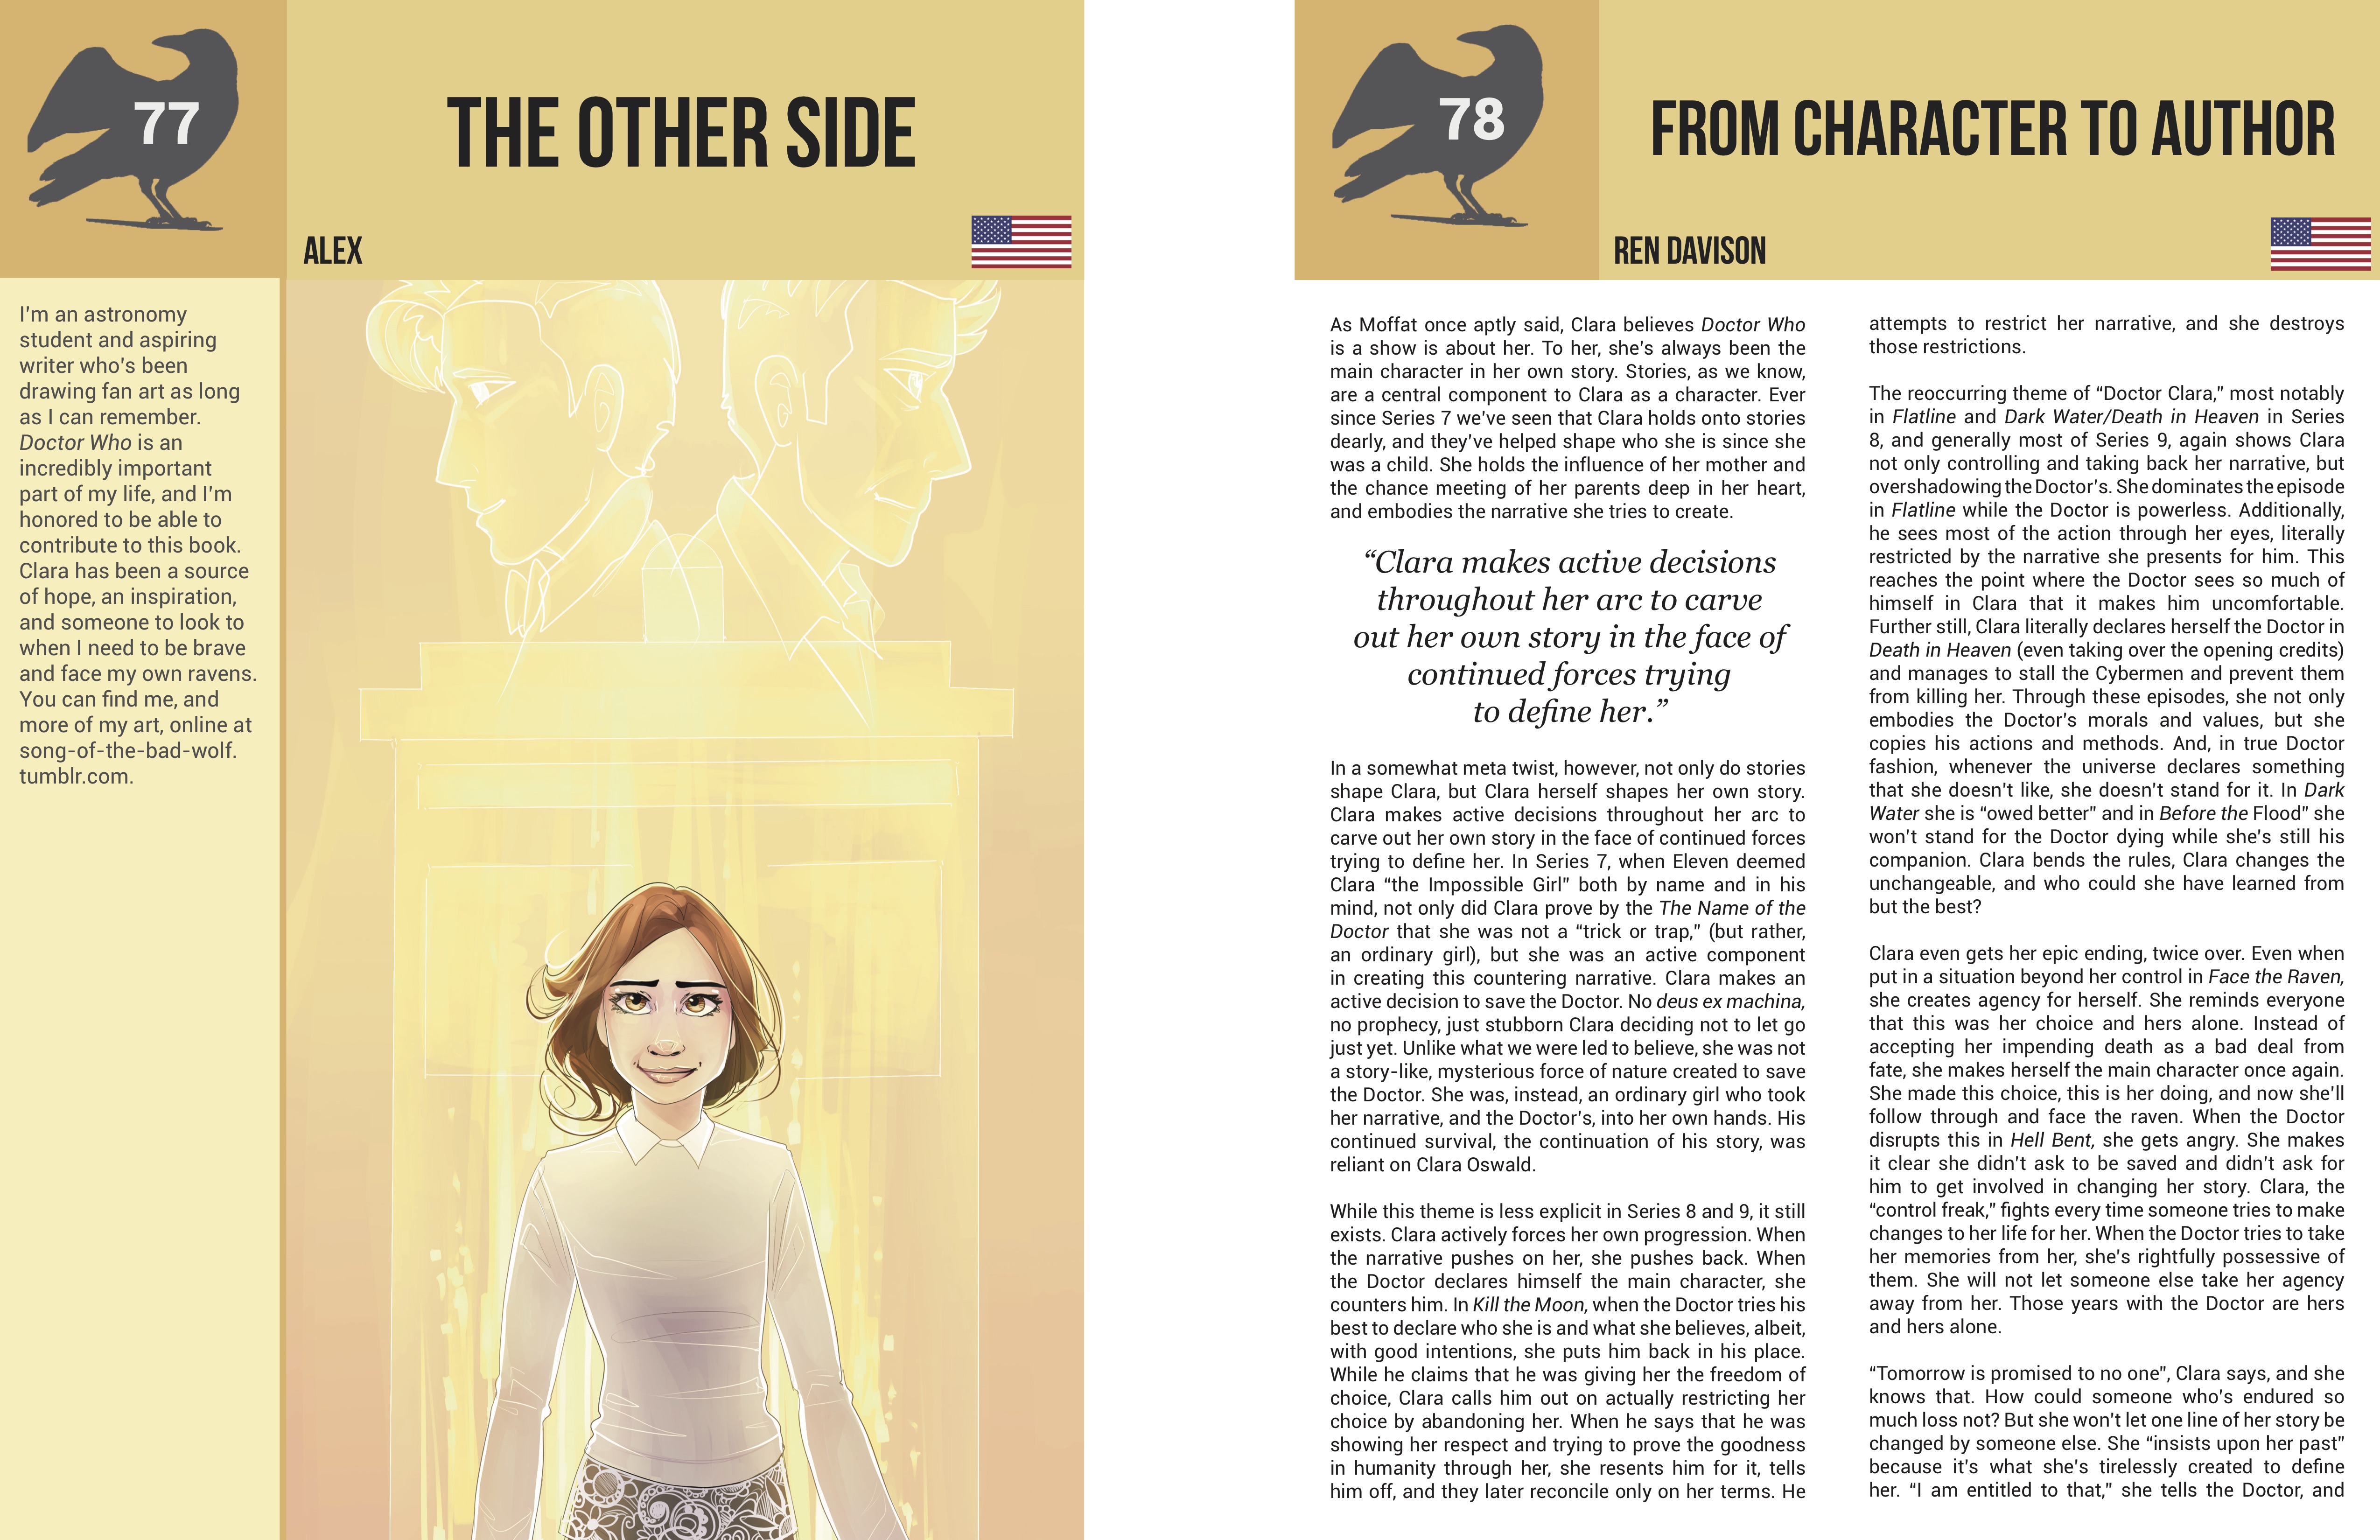 77
THE OTHER SIDE
ALEX
I'm an astronomy
student and aspiring
writer who's been
drawing fan art as long
as I can remember.
Doctor Who is an
incredibly important
part of my life, and I'm
honored to be able to
contribute to this book.
Clara has been a source
of hope, an inspiration,
and someone to look to
when I need to be brave
and face my own ravens.
You can find me, and
more of my art, online at
song-of-the-bad-wolf.
tumblr.com.
78
FROM CHARACTER TO AUTHOR
REN DAVISON
As Moffat once aptly said, Clara believes Doctor Who
is a show is about her. To her, she's always been the
main character in her own story. Stories, as we know,
are a central component to Clara as a character. Ever
since Series 7 we've seen that Clara holds onto stories
dearly, and they've helped shape who she is since she
was a child. She holds the influence of her mother and
the chance meeting of her parents deep in her heart,
and embodies the narrative she tries to create.
“Clara makes active decisions
throughout her arc to carve
out her own story in the face of
continued forces trying
to define her.”
In a somewhat meta twist, however, not only do stories
shape Clara, but Clara herself shapes her own story.
Clara makes active decisions throughout her arc to
carve out her own story in the face of continued forces
trying to define her. In Series 7, when Eleven deemed
Clara “the Impossible Girl” both by name and in his
mind, not only did Clara prove by the The Name of the
Doctor that she was not a “trick or trap,” (but rather,
an ordinary girl), but she was an active component
in creating this countering narrative. Clara makes an
active decision to save the Doctor. No deus ex machina,
no prophecy, just stubborn Clara deciding not to let go
just yet. Unlike what we were led to believe, she was not
a story-like, mysterious force of nature created to save
the Doctor. She was, instead, an ordinary girl who took
her narrative, and the Doctor's, into her own hands. His
continued survival, the continuation of his story, was
reliant on Clara Oswald.
While this theme is less explicit in Series 8 and 9, it still
exists. Clara actively forces her own progression. When
the narrative pushes on her, she pushes back. When
the Doctor declares himself the main character, she
counters him. In Kill the Moon, when the Doctor tries his
best to declare who she is and what she believes, albeit,
with good intentions, she puts him back in his place.
While he claims that he was giving her the freedom of
choice, Clara calls him out on actually restricting her
choice by abandoning her. When he says that he was
showing her respect and trying to prove the goodness
in humanity through her, she resents him for it, tells
him off, and they later reconcile only on her terms. He
attempts to restrict her narrative, and she destroys
those restrictions.
The reoccurring theme of “Doctor Clara,” most notably
in Flatline and Dark Water/Death in Heaven in Series
8, and generally most of Series 9, again shows Clara
not only controlling and taking back her narrative, but
overshadowing the Doctor's. She dominates the episode
in Flatline while the Doctor is powerless. Additionally,
he sees most of the action through her eyes, literally
restricted by the narrative she presents for him. This
reaches the point where the Doctor sees so much of
himself in Clara that it makes him uncomfortable.
Further still, Clara literally declares herself the Doctor in
Death in Heaven (even taking over the opening credits)
and manages to stall the Cybermen and prevent them
from killing her. Through these episodes, she not only
embodies the Doctor's morals and values, but she
copies his actions and methods. And, in true Doctor
fashion, whenever the universe declares something
that she doesn't like, she doesn't stand for it. In Dark
Water she is “owed better” and in Before the Flood” she
won't stand for the Doctor dying while she's still his
companion. Clara bends the rules, Clara changes the
unchangeable, and who could she have learned from
but the best?
Clara even gets her epic ending, twice over. Even when
put in a situation beyond her control in Face the Raven,
she creates agency for herself. She reminds everyone
that this was her choice and hers alone. Instead of
accepting her impending death as a bad deal from
fate, she makes herself the main character once again.
She made this choice, this is her doing, and now she'll
follow through and face the raven. When the Doctor
disrupts this in Hell Bent, she gets angry. She makes
it clear she didn't ask to be saved and didn't ask for
him to get involved in changing her story. Clara, the
“control freak,” fights every time someone tries to make
changes to her life for her. When the Doctor tries to take
her memories from her, she's rightfully possessive of
them. She will not let someone else take her agency
away from her. Those years with the Doctor are hers
and hers alone.
“Tomorrow is promised to no one”, Clara says, and she
knows that. How could someone who's endured so
much loss not? But she won't let one line of her story be
changed by someone else. She “insists upon her past”
because it's what she's tirelessly created to define
her. “I am entitled to that,” she tells the Doctor, and